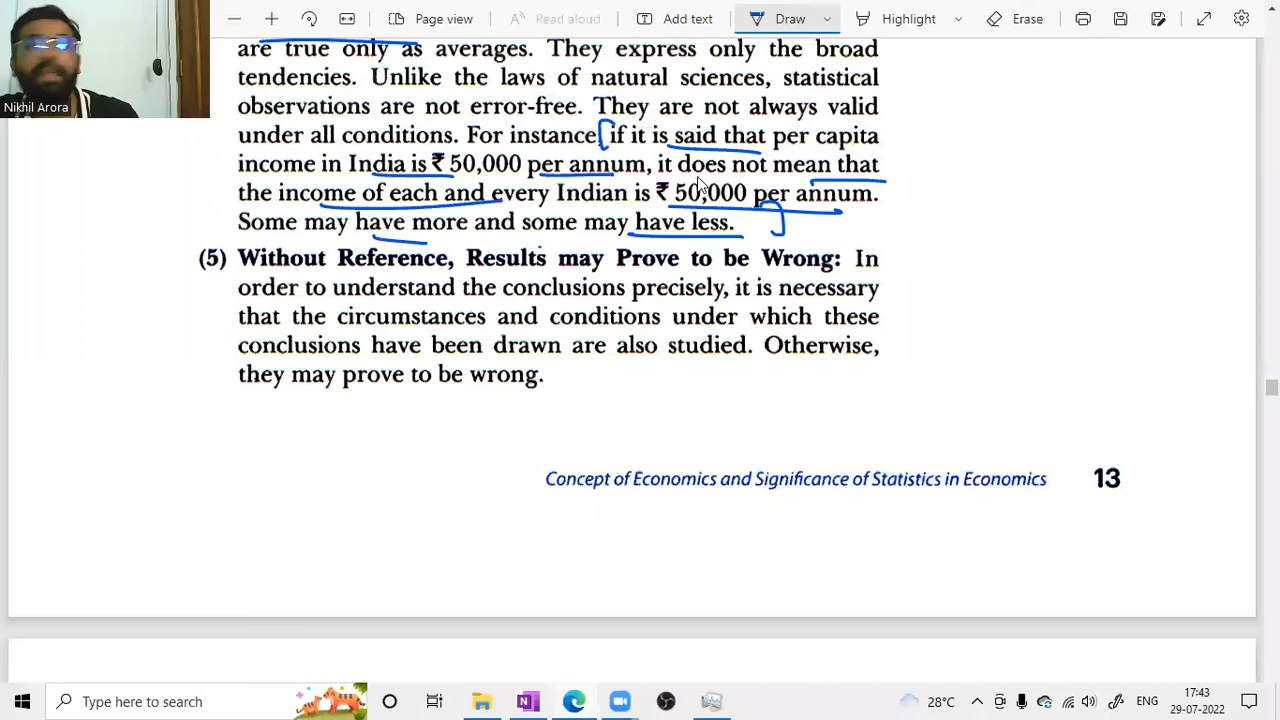 Page view
Read aloud
Add text
Draw
Highlight
Erase
Nikhil Arora
are true only as averages. They express only the broad
tendencies. Unlike the laws of natural sciences, statistical
observations are not error-free. They are not always valid
under all conditions. For instance, if it is said that per capita
income in India is ₹ 50,000 per annum, it does not mean that
the income of each and every Indian is ₹ 50,000 per annum.
Some may have more and some may have less.
(5) Without Reference, Results may Prove to be Wrong: In
order to understand the conclusions precisely, it is necessary
that the circumstances and conditions under which these
conclusions have been drawn are also studied. Otherwise,
they may prove to be wrong.
Concept of Economics and Significance of Statistics in Economics 13
Type here to search
28°C
ENG
17:43
29-07-2022